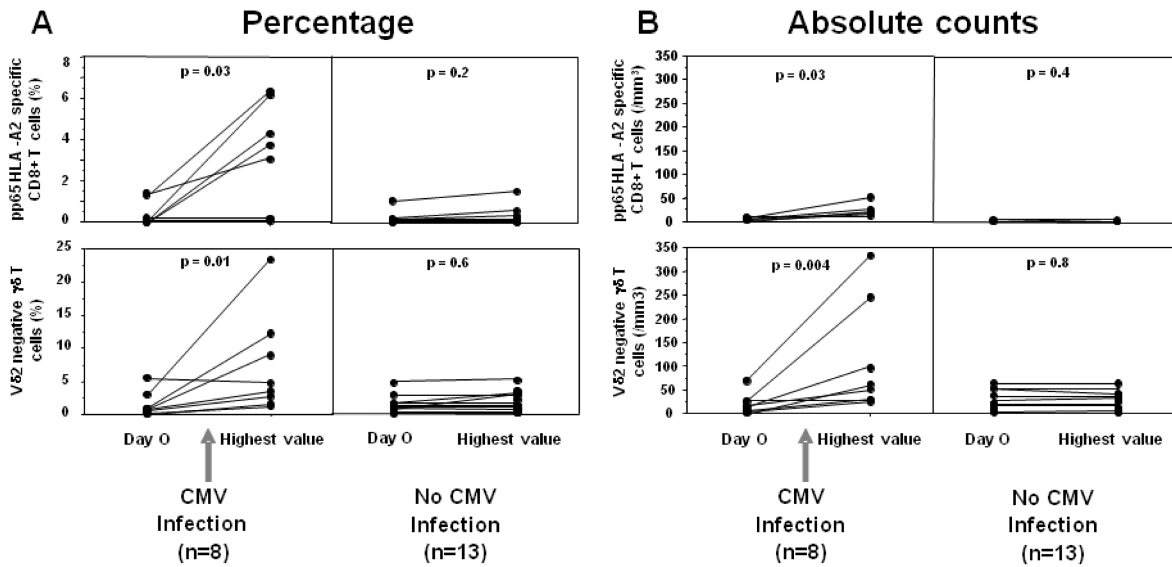 A
Percentage
B
Absolute counts
pp65HLA -A2 specific
CD8+ T cells (%)
8
6
4
2
0
p = 0.03
p = 0.2
Vδ2 negative γδ T
cells (%)
25
20
15
10
5
0
p = 0.01
p = 0.6
Day O
Highest value
Day O
Highest value
CMV
Infection
(n=8)
No CMV
Infection
(n=13)
pp65HLA -A2 specific
CD8+ T cells (/mm³)
350
300
250
200
150
100
50
0
p = 0.03
p = 0.4
Vδ2 negative γδ T
cells (/mm3)
350
300
250
200
150
100
50
0
p = 0.004
p = 0.8
Day O
Highest value
Day O
Highest value
CMV
Infection
(n=8)
No CMV
Infection
(n=13)